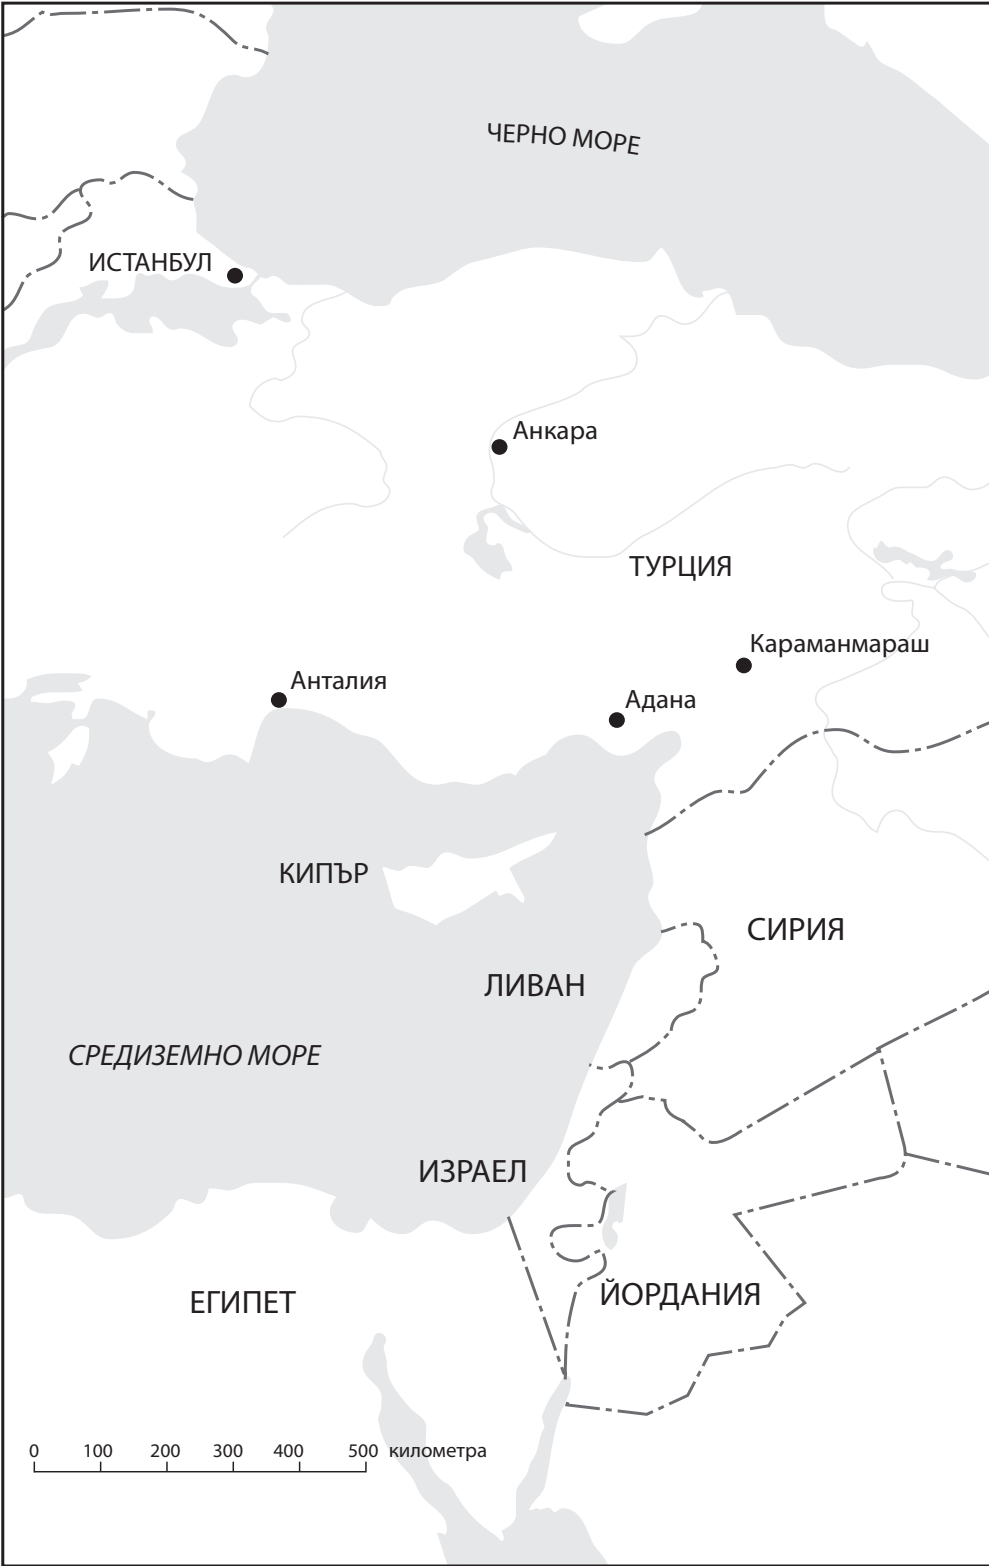 ЧЕРНО МОРЕ
ИСТАНБУЛ
Анкара
ТУРЦИЯ
Караманмараш
Анталия
Адана
КИПЪР
СИРИЯ
ЛИВАН
СРЕДИЗЕМНО МОРЕ
ИЗРАЕЛ
ЙОРДАНИЯ
ЕГИПЕТ
0 100 200 300 400 500 километра